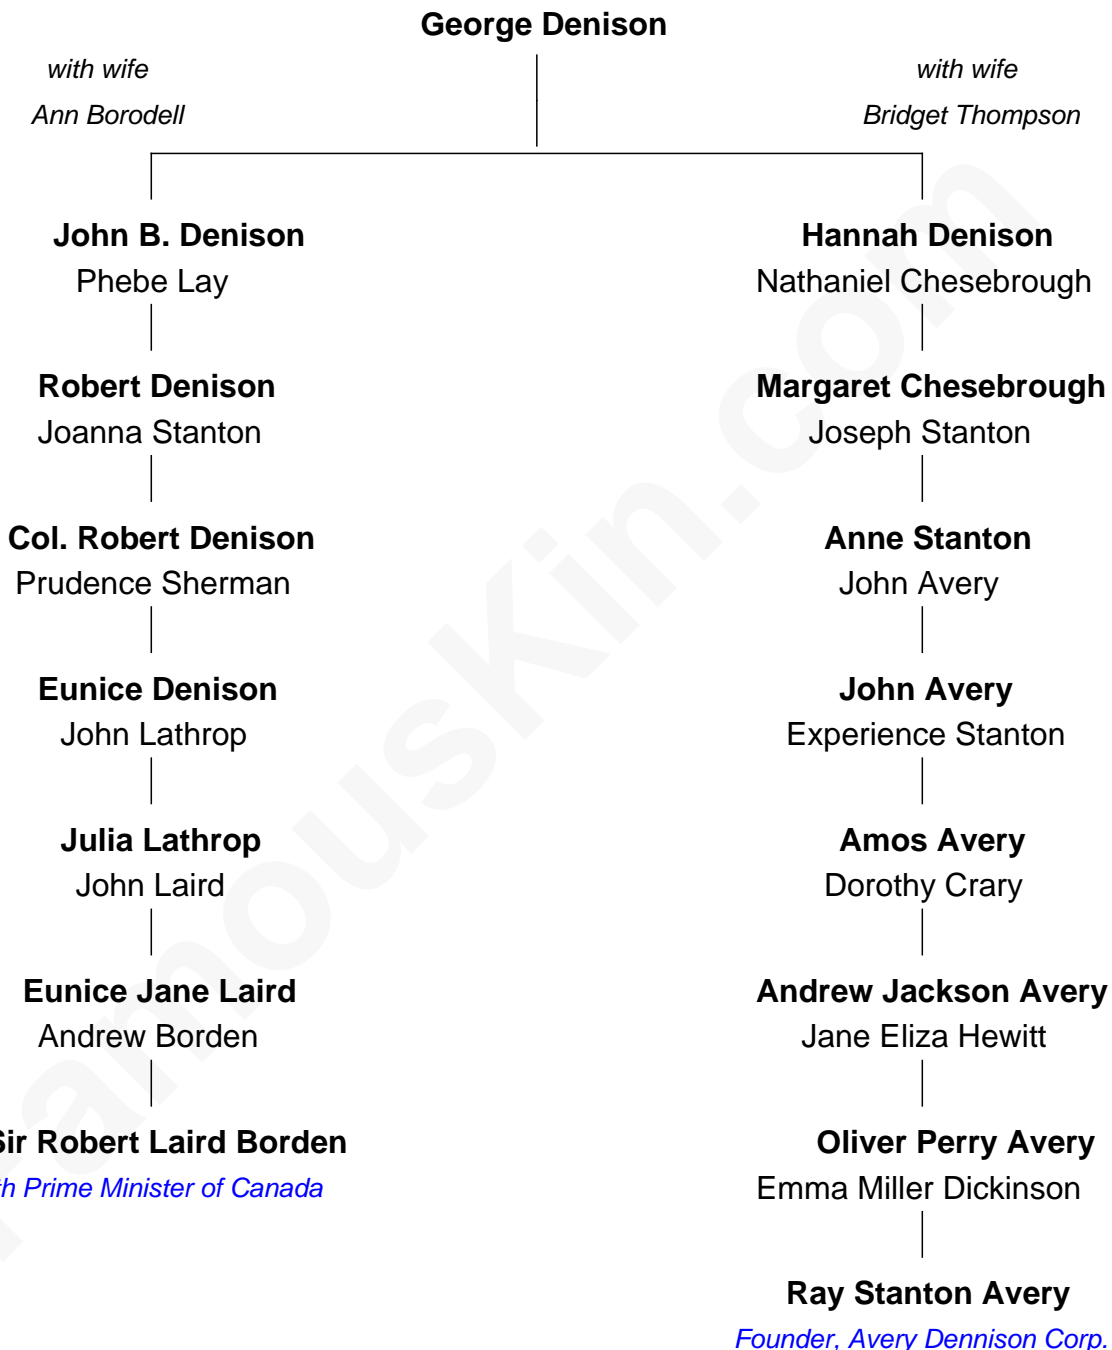 George Denison
with wife
Ann Borodell
with wife
Bridget Thompson
John B. Denison
Phebe Lay
Hannah Denison
Nathaniel Chesebrough
Robert Denison
Joanna Stanton
Margaret Chesebrough
Joseph Stanton
Col. Robert Denison
Prudence Sherman
Anne Stanton
John Avery
Eunice Denison
John Lathrop
John Avery
Experience Stanton
Julia Lathrop
John Laird
Amos Avery
Dorothy Crary
Eunice Jane Laird
Andrew Borden
Andrew Jackson Avery
Jane Eliza Hewitt
Sir Robert Laird Borden
Prime Minister of Canada
Oliver Perry Avery
Emma Miller Dickinson
Ray Stanton Avery
Founder, Avery Dennison Corp.
FamousKin.com